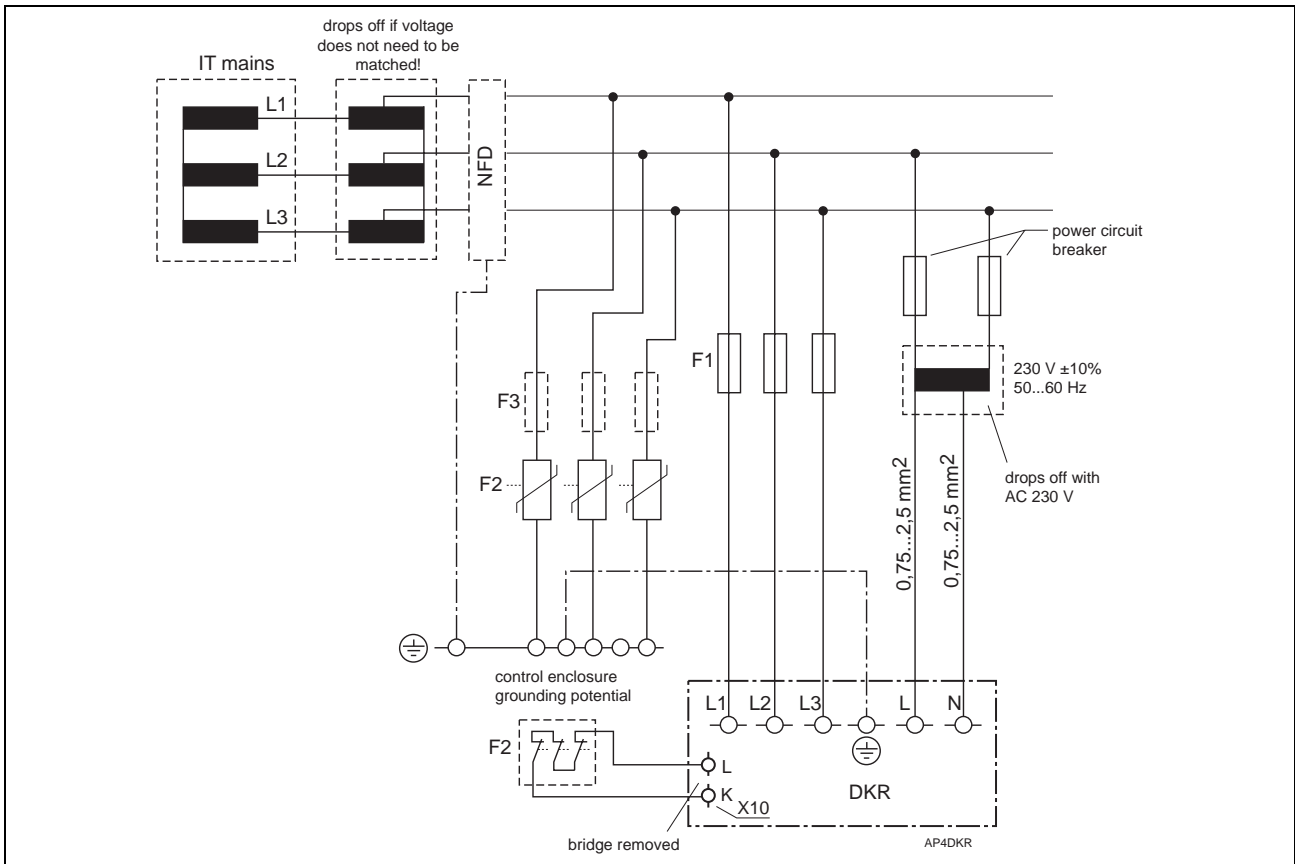 drops off if voltage
does not need to be
matched!
IT mains
L1
L2
L3
NFD
power circuit
breaker
F1
230 V ±10%
50...60 Hz
F3
F2
drops off with
AC 230 V
0,75...2,5 mm2
0,75...2,5 mm2
control enclosure
grounding potential
L1 L2 L3 L N
F2
L
K
X10
DKR
bridge removed
AP4DKR